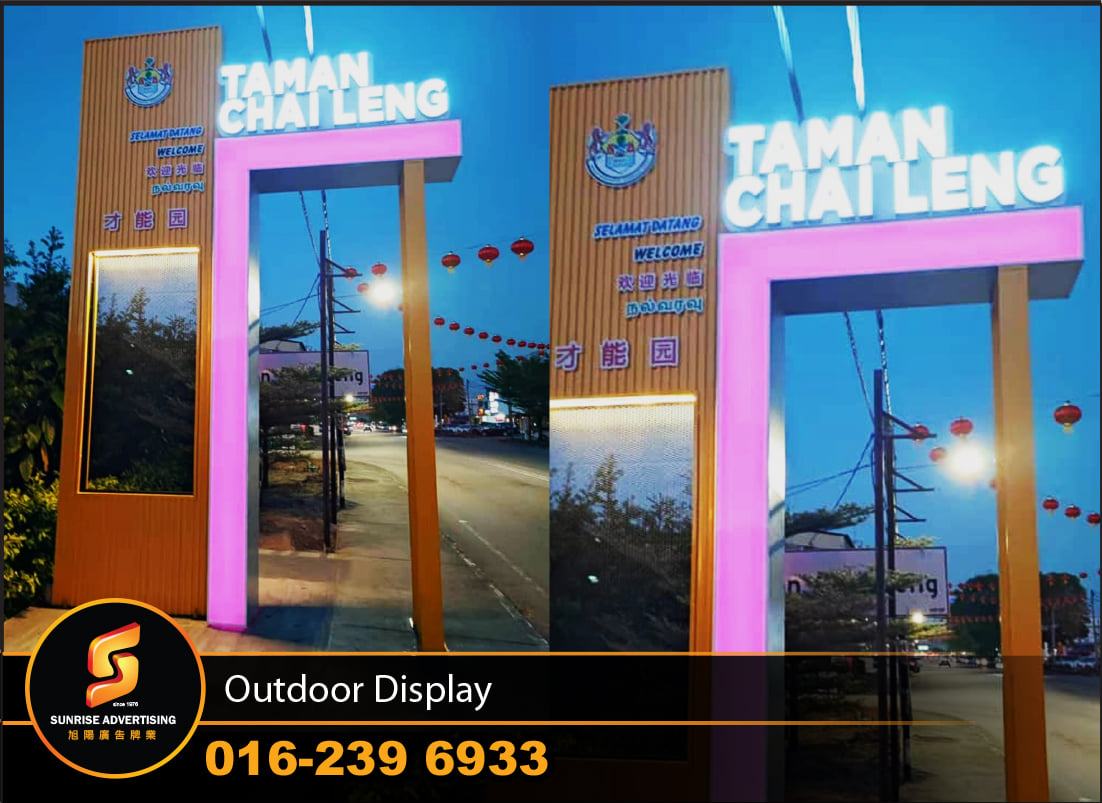 TAMAN
CHAI LENG
SELAMAT DATANG
WELCOME
欢迎光临
நல்வரவு
才能园
TAMAN
CHAI LENG
SELAMAT DATANG
WELCOME
欢迎光临
நல்வரவு
才能园
since 1976
SUNRISE ADVERTISING
旭陽廣告牌業
Outdoor Display
016-239 6933